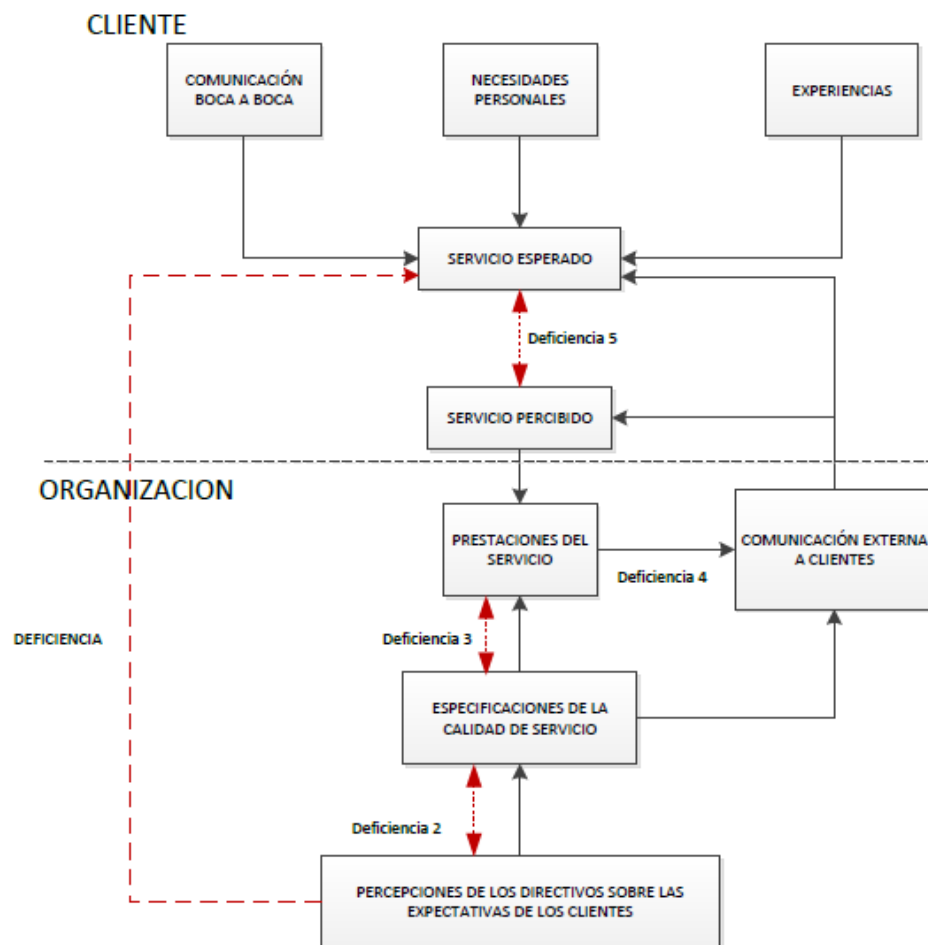 CLIENTE
COMUNICACIÓN
BOCA A BOCA
NECESIDADES
PERSONALES
EXPERIENCIAS
SERVICIO ESPERADO
Deficiencia 5
SERVICIO PERCIBIDO
ORGANIZACION
PRESTACIONES DEL
SERVICIO
COMUNICACIÓN EXTERNA
A CLIENTES
Deficiencia 4
DEFICIENCIA
Deficiencia 3
ESPECIFICACIONES DE LA
CALIDAD DE SERVICIO
Deficiencia 2
PERCEPCIONES DE LOS DIRECTIVOS SOBRE LAS
EXPECTATIVAS DE LOS CLIENTES